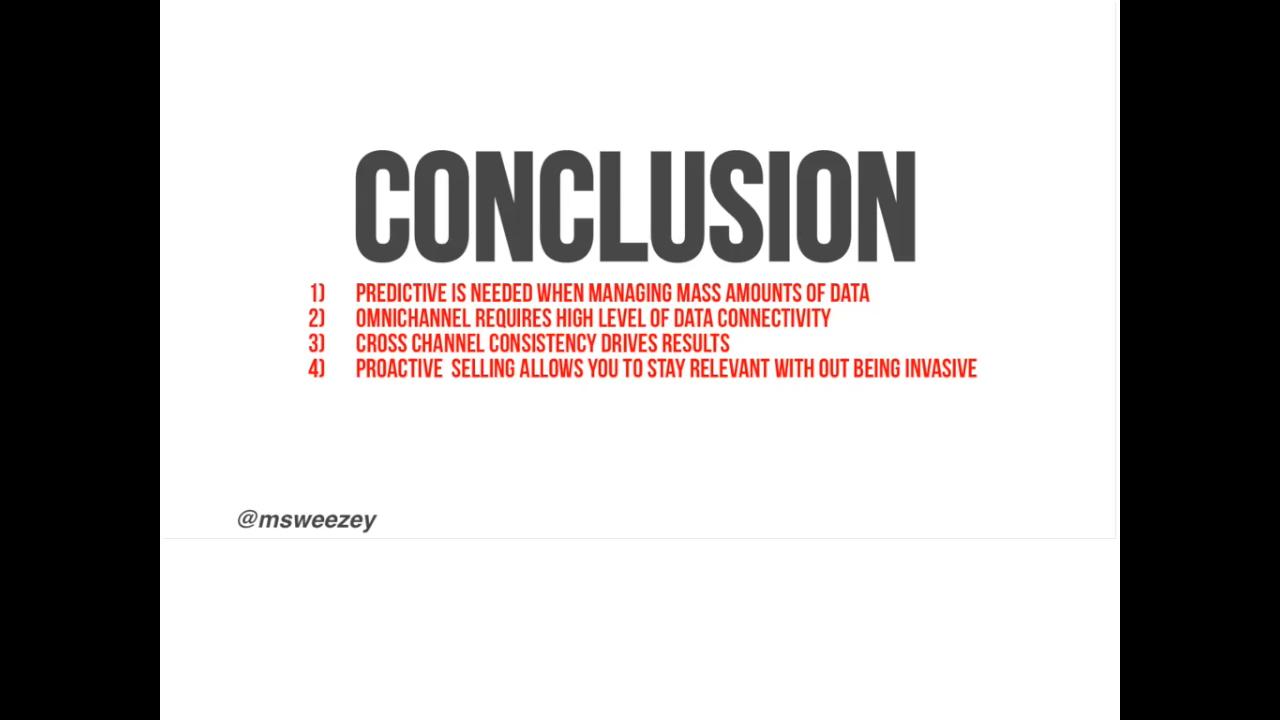 CONCLUSION
1) PREDICTIVE IS NEEDED WHEN MANAGING MASS AMOUNTS OF DATA
2) OMNICHANNEL REQUIRES HIGH LEVEL OF DATA CONNECTIVITY
3) CROSS CHANNEL CONSISTENCY DRIVES RESULTS
4) PROACTIVE SELLING ALLOWS YOU TO STAY RELEVANT WITH OUT BEING INVASIVE
@msweezey